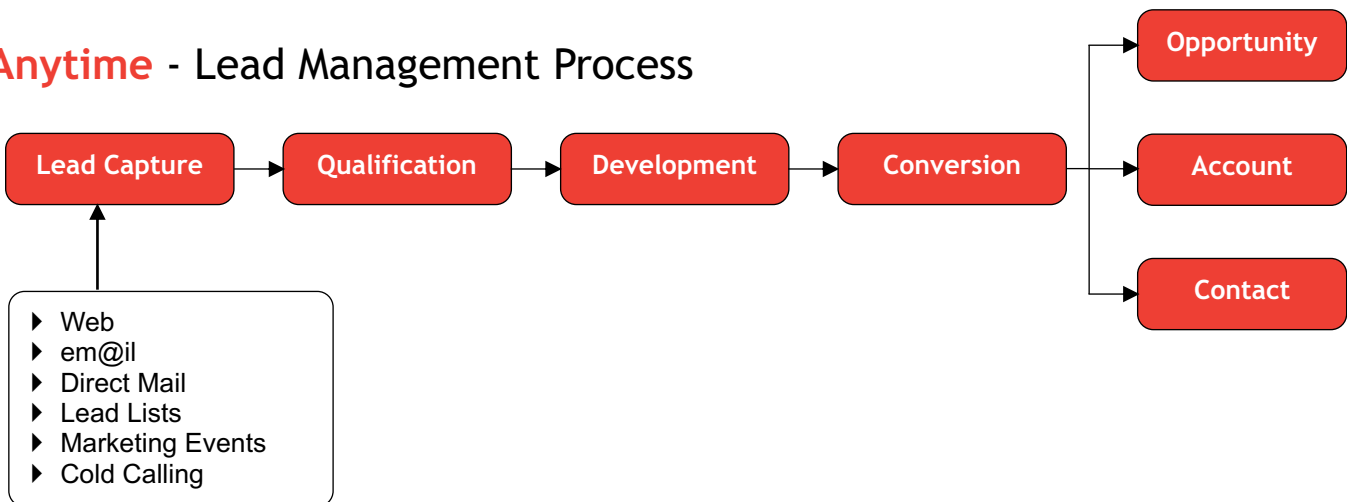 Anytime - Lead Management Process
Opportunity
Lead Capture
Qualification
Development
Conversion
Account
Contact
Web
em@il
Direct Mail
Lead Lists
Marketing Events
Cold Calling